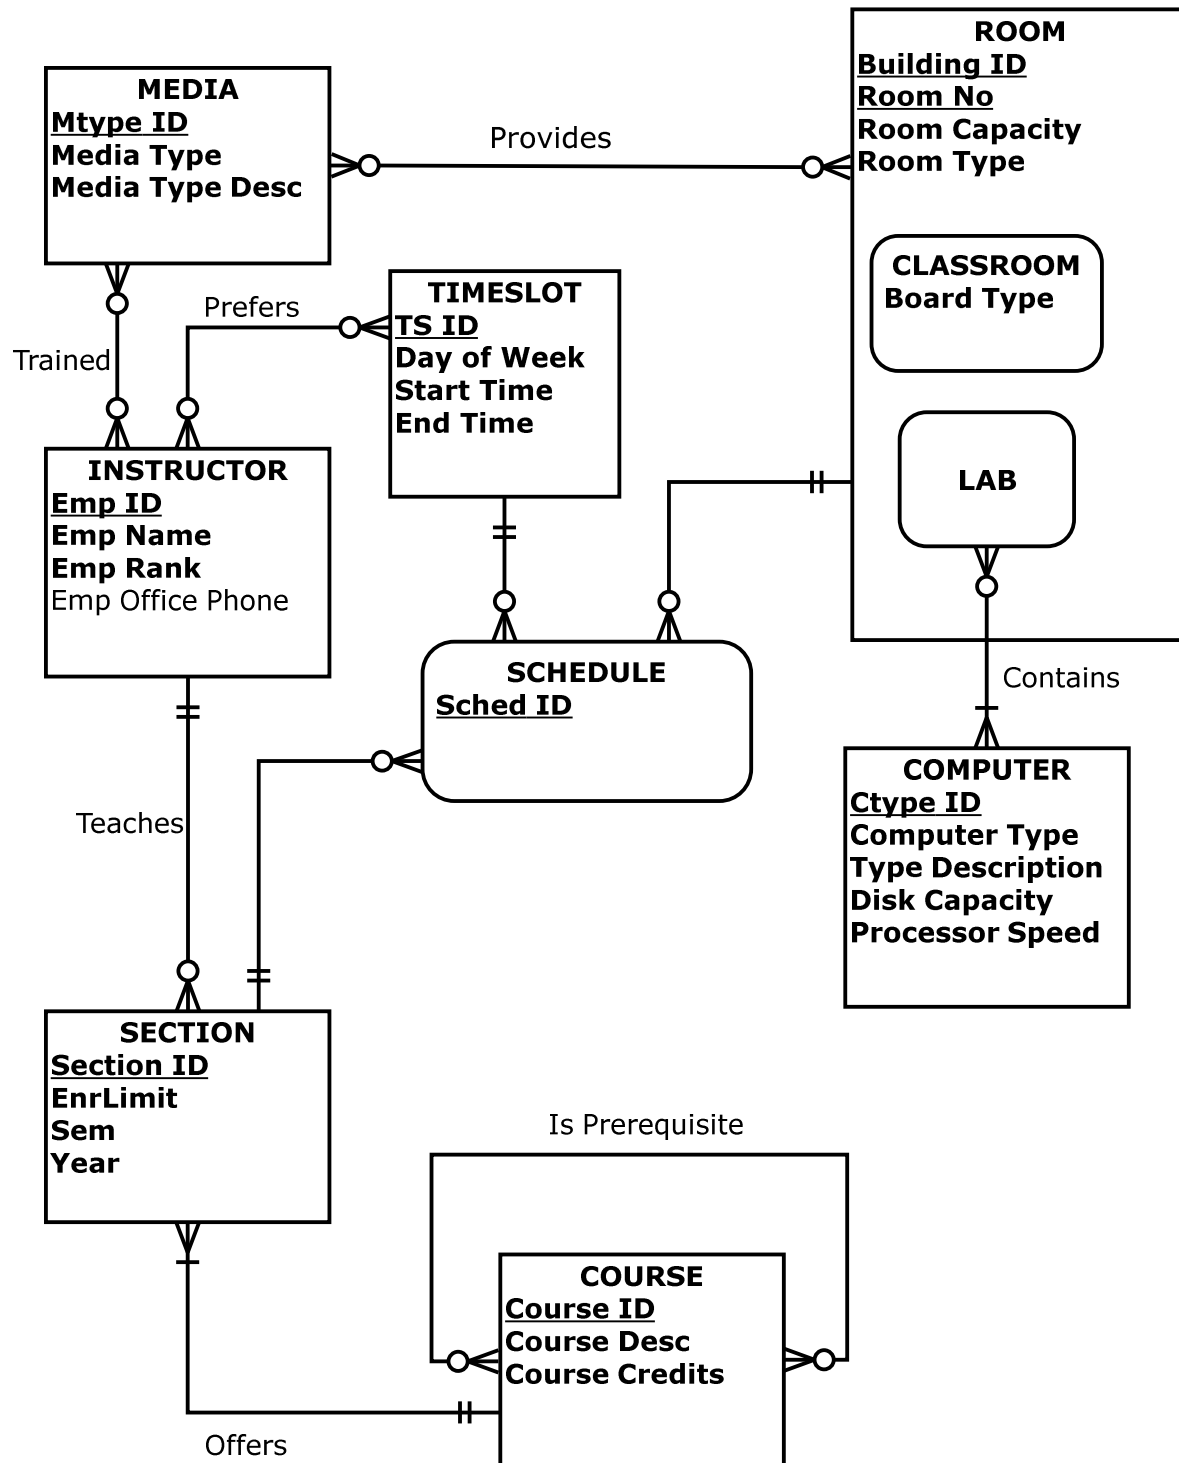 ROOM
Building ID
Room No
Room Capacity
Room Type
MEDIA
Mtype ID
Media Type
Media Type Desc
Provides
CLASSROOM
Board Type
TIMESLOT
TS ID
Day of Week
Start Time
End Time
Prefers
Trained
INSTRUCTOR
Emp ID
Emp Name
Emp Rank
Emp Office Phone
LAB
SCHEDULE
Sched ID
Contains
COMPUTER
Ctype ID
Computer Type
Type Description
Disk Capacity
Processor Speed
Teaches
SECTION
Section ID
EnrLimit
Sem
Year
Is Prerequisite
COURSE
Course ID
Course Desc
Course Credits
Offers